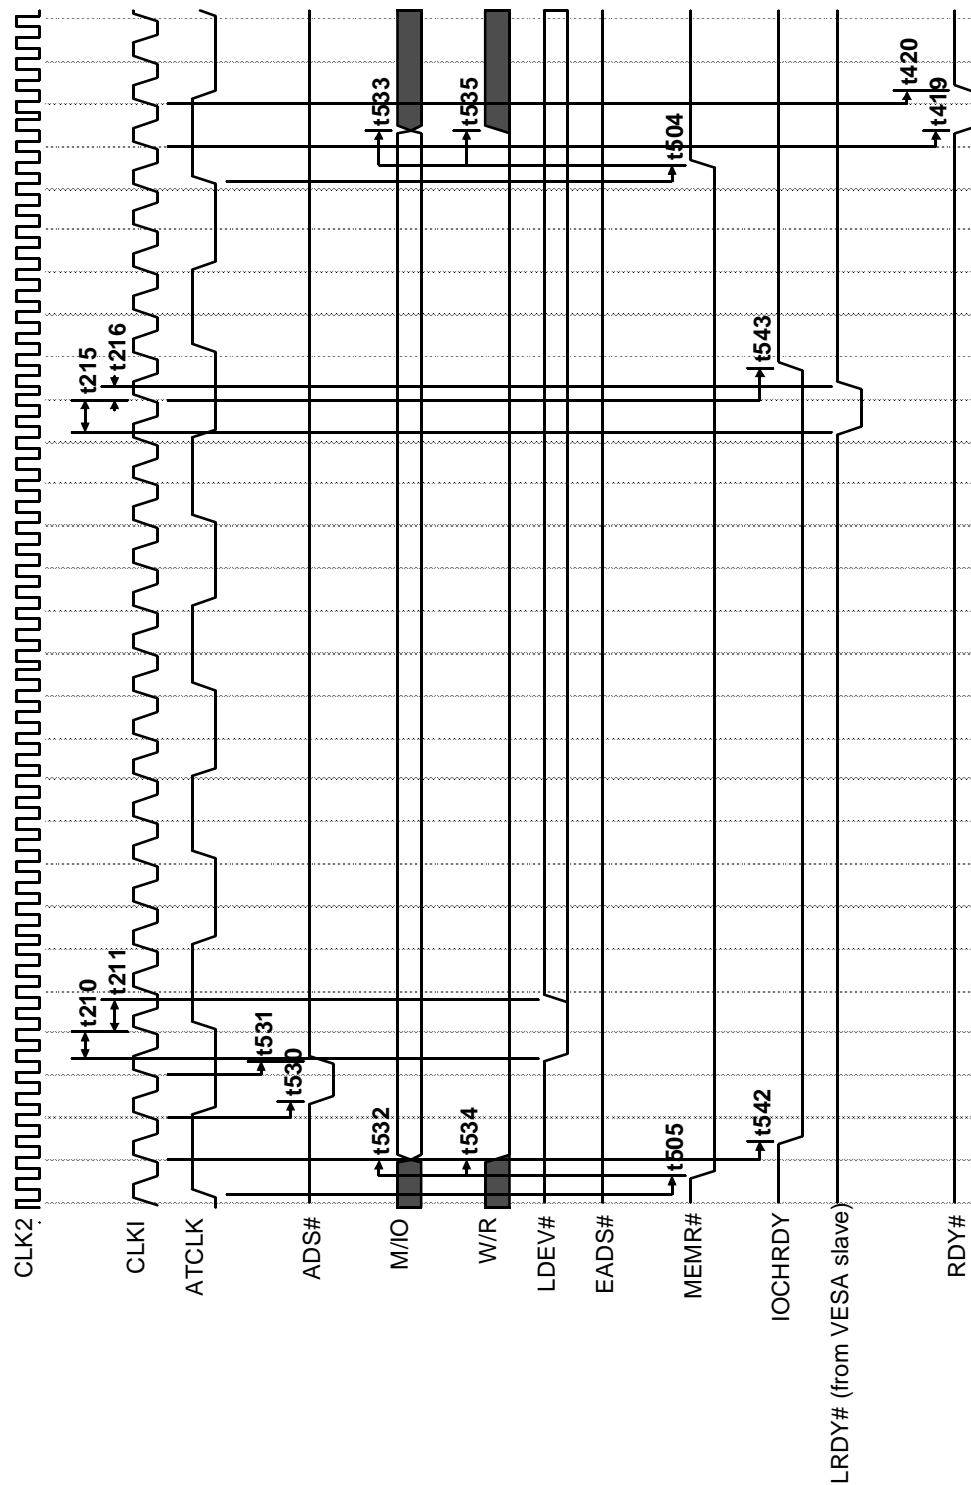 CLK2
CLKI
t210
t211
t215
t216
ATCLK
ADS#
t530
t531
M/IO
t532
t533
W/R
t534
t535
LDEV#
EADS#
MEMR#
t505
t504
IOCHRDY
t542
t543
LRDY# (from VESA slave)
RDY#
t419
t420